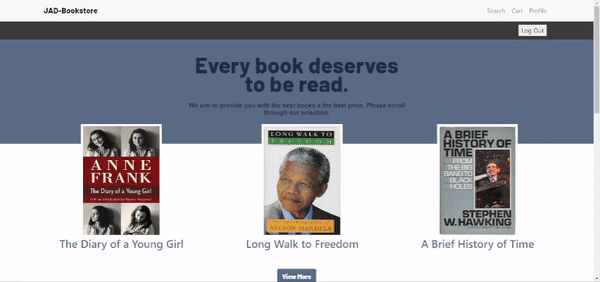 JAD-Bookstore
Search Cart Profile
Log Out
Every book deserves
to be read.
We aim to provide you with the best books a the best price. Please scroll
through our selection.
ANNE
FRANK
The Diary of a Young Girl
LONG WALK TO
FREEDOM
NELSON MANDELA
A BRIEF
HISTORY OF
TIME
FROM THE
BIG BANG TO
BLACK
HOLES
STEPHEN
W. HAWKING
The Diary of a Young Girl
Long Walk to Freedom
A Brief History of Time
View More